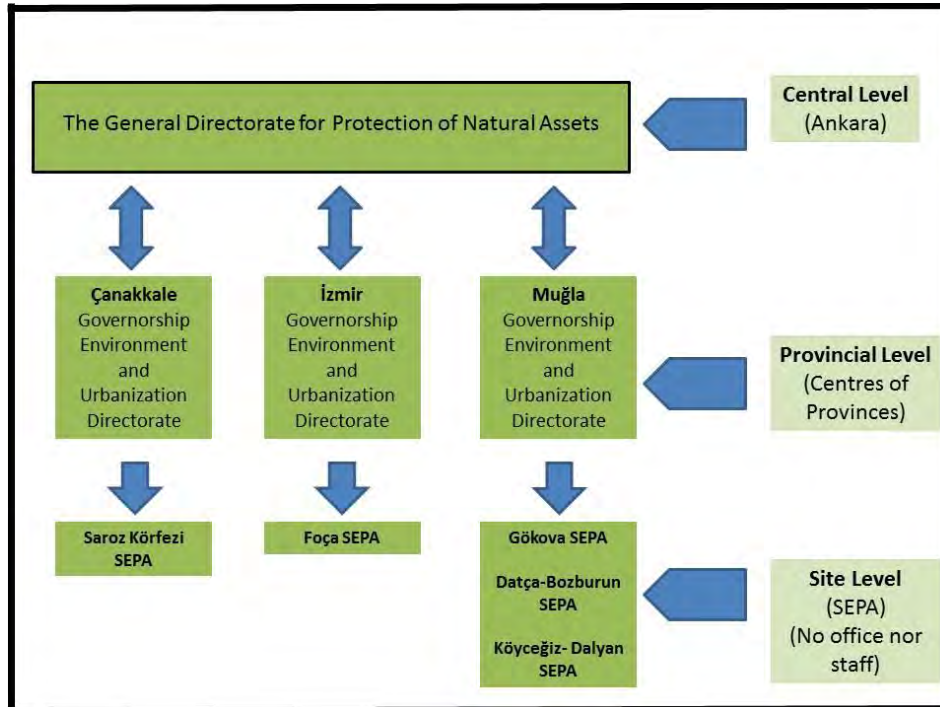 The General Directorate for Protection of Natural Assets
Central Level
(Ankara)
Çanakkale
Governorship
Environment
and
Urbanization
Directorate
İzmir
Governorship
Environment
and
Urbanization
Directorate
Muğla
Governorship
Environment
and
Urbanization
Directorate
Provincial Level
(Centres of
Provinces)
Saroz Körfezi
SEPA
Foça SEPA
Gökova SEPA
Datça-Bozburun
SEPA
Köyceğiz- Dalyan
SEPA
Site Level
(SEPA)
(No office nor
staff)